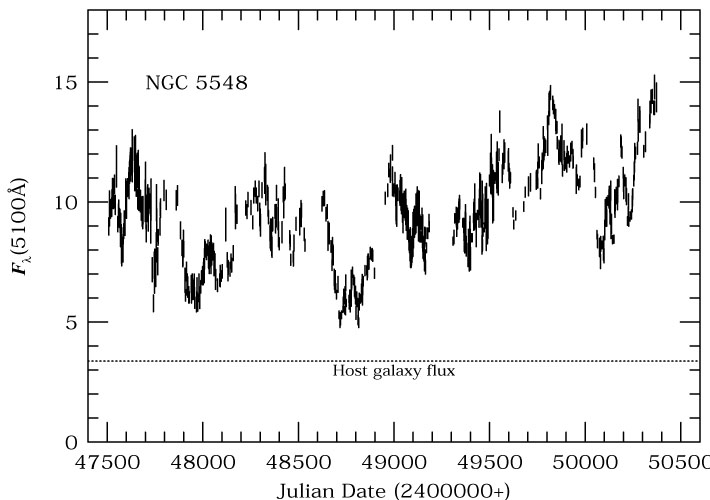 15
NGC 5548
10
F_λ(5100Å)
5
Host galaxy flux
0
47500 48000 48500 49000 49500 50000 50500
Julian Date (2400000+)